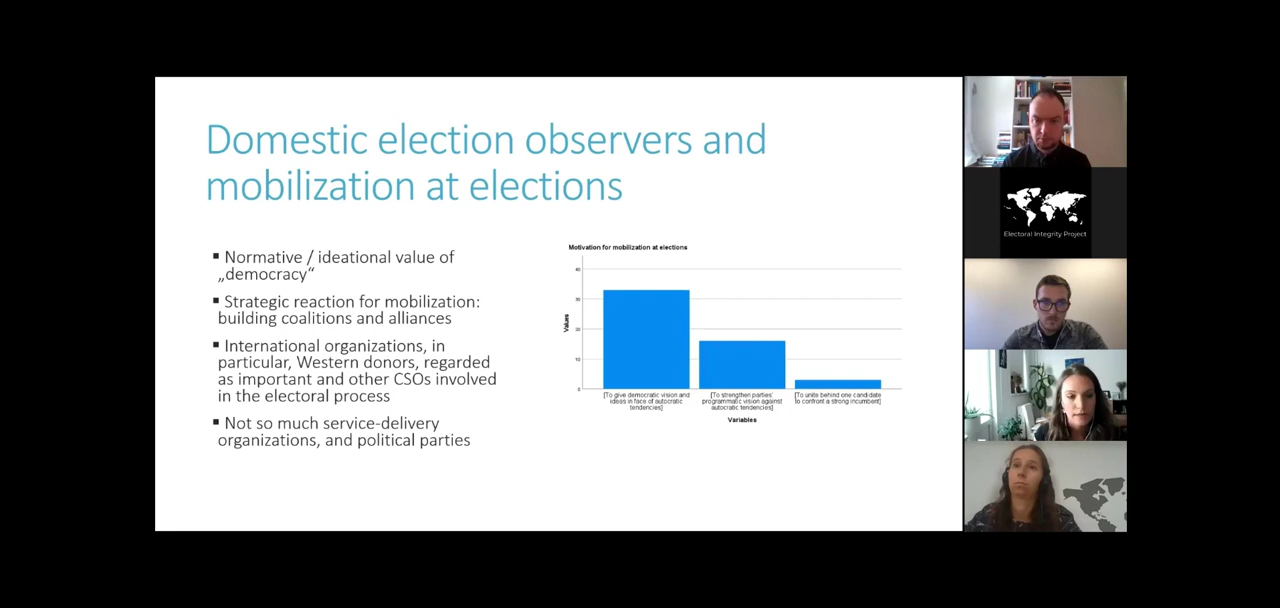 Domestic election observers and
mobilization at elections
▪ Normative / ideational value of
„democracy“
▪ Strategic reaction for mobilization:
building coalitions and alliances
▪ International organizations, in
particular, Western donors, regarded
as important and other CSOs involved
in the electoral process
▪ Not so much service-delivery
organizations, and political parties
Motivation for mobilization at elections
Values
40
30
20
10
0
[To give democratic vision and
ideas in face of autocratic
tendencies]
[To strengthen parties'
programmatic vision against
autocratic tendencies]
[To unite behind one candidate
to confront a strong incumbent]
Variables
Electoral Integrity Project